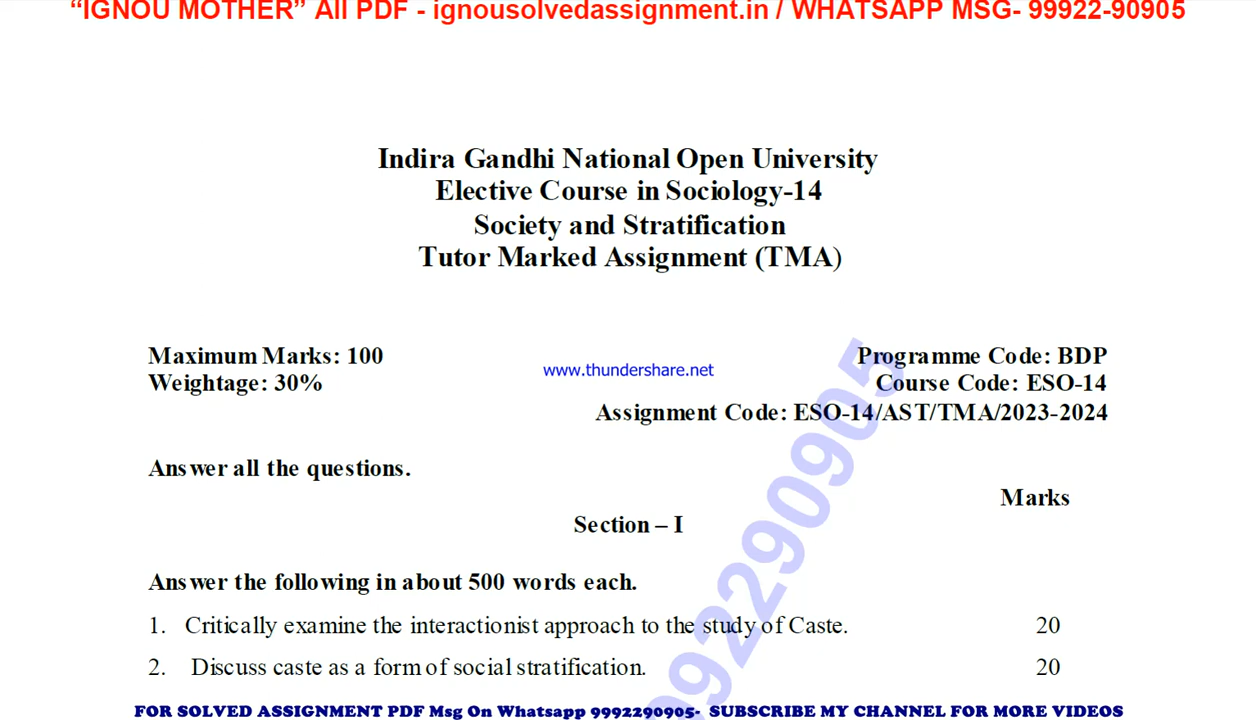 “IGNOU MOTHER” All PDF - ignousolvedassignment.in / WHATSAPP MSG- 99922-90905
Indira Gandhi National Open University
Elective Course in Sociology-14
Society and Stratification
Tutor Marked Assignment (TMA)
Maximum Marks: 100
Programme Code: BDP
www.thundershare.net
Weightage: 30%
Course Code: ESO-14
Assignment Code: ESO-14/AST/TMA/2023-2024
Answer all the questions.
Marks
Section – I
Answer the following in about 500 words each.
1. Critically examine the interactionist approach to the study of Caste. 20
2. Discuss caste as a form of social stratification. 20
9992290905
FOR SOLVED ASSIGNMENT PDF Msg On Whatsapp 9992290905- SUBSCRIBE MY CHANNEL FOR MORE VIDEOS